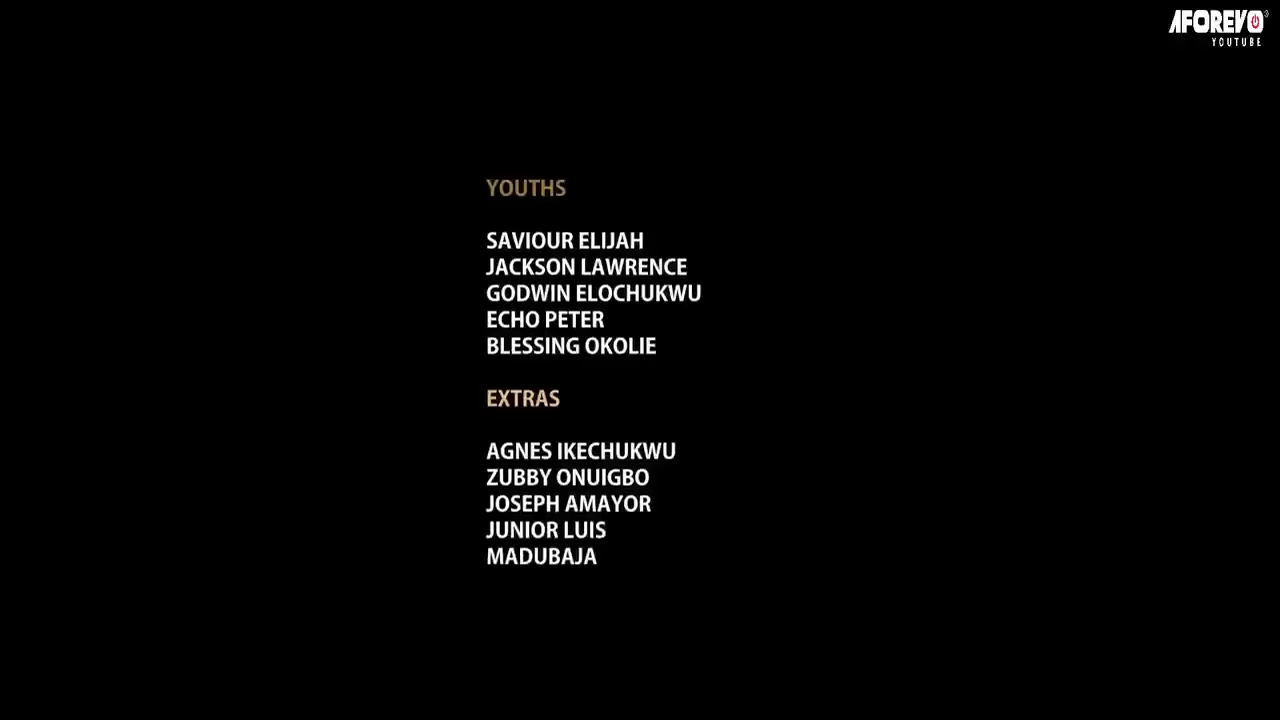 AFOREVO
YOUTUBE
YOUTHS
SAVIOUR ELIJAH
JACKSON LAWRENCE
GODWIN ELOCHUKWU
ECHO PETER
BLESSING OKOLIE
EXTRAS
AGNES IKECHUKWU
ZUBBY ONUIGBO
JOSEPH AMAYOR
JUNIOR LUIS
MADUBAJA